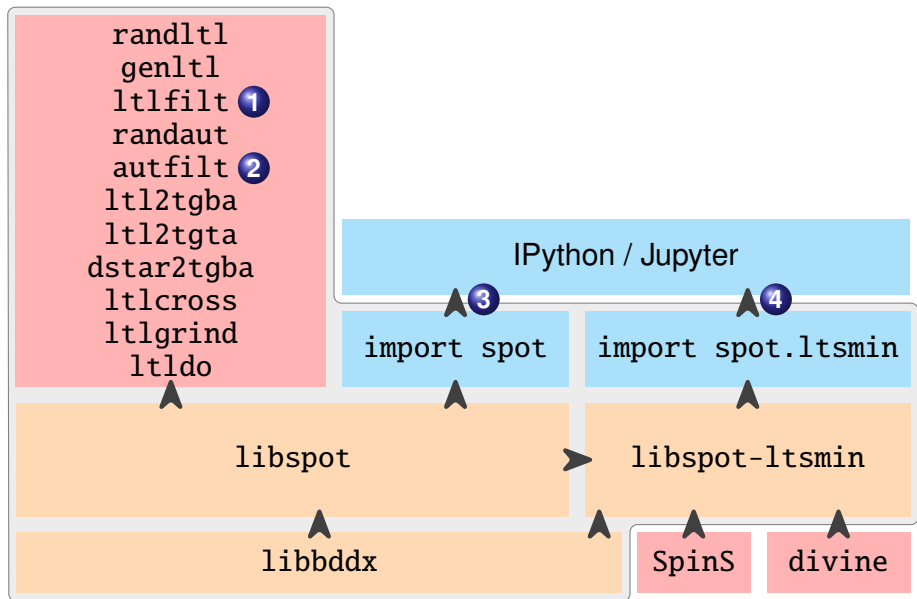 randltl
genltl
ltlfilt 1
randaut
autfilt 2
ltl2tgba
ltl2tgta
dstar2tgba
ltlcross
ltlgrind
ltldo
IPython / Jupyter
3
4
import spot
import spot.ltsmin
libspot
libspot-ltsmin
libbddx
SpinS
divine